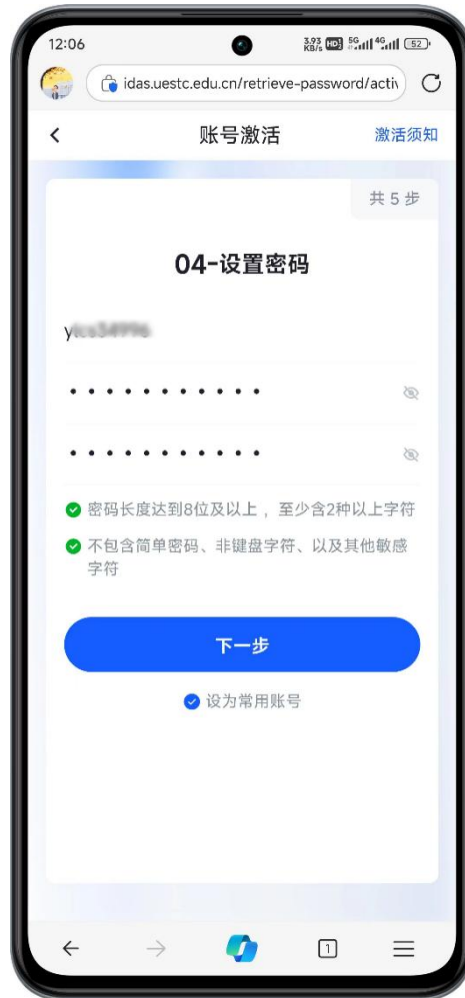 12:06
3.93 KB/s HD 5G 4G 52
idas.uestc.edu.cn/retrieve-password/activ
账号激活
激活须知
共 5 步
04-设置密码
密码长度达到8位及以上，至少含2种以上字符
不包含简单密码、非键盘字符、以及其他敏感
字符
下一步
设为常用账号
1